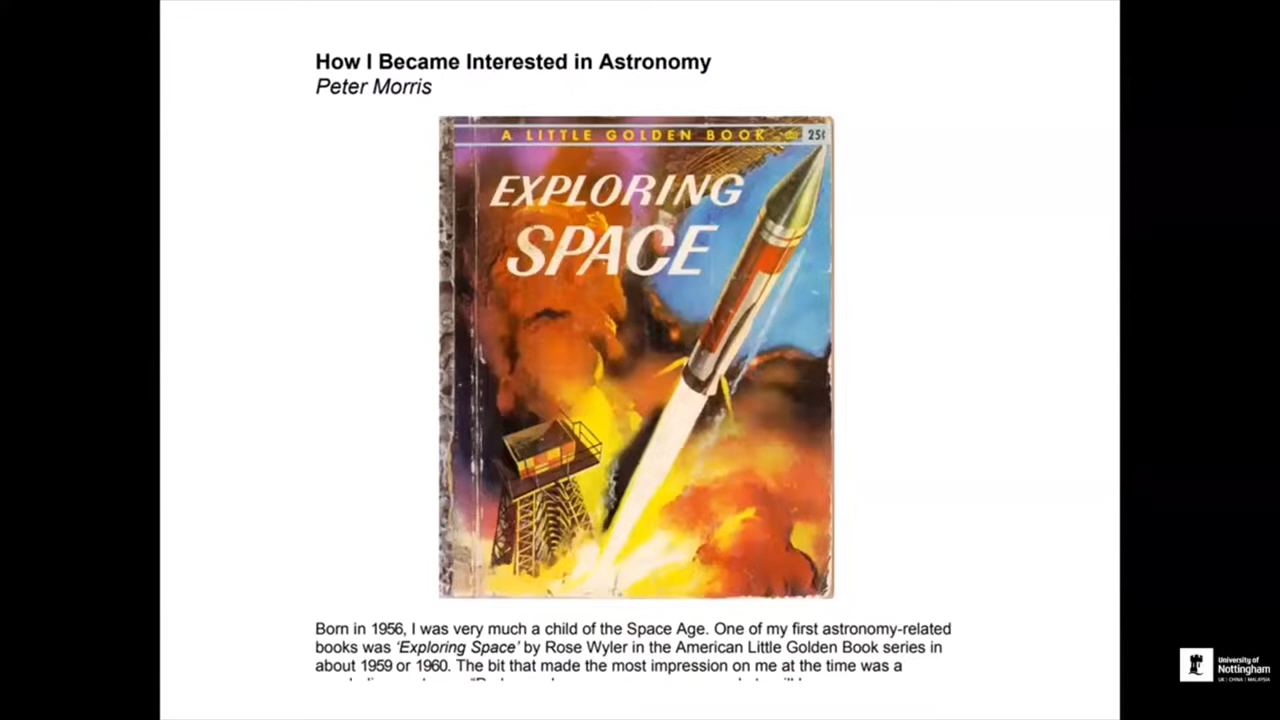 How I Became Interested in Astronomy
Peter Morris
A LITTLE GOLDEN BOOK 25¢
EXPLORING
SPACE
Born in 1956, I was very much a child of the Space Age. One of my first astronomy-related
books was ‘Exploring Space’ by Rose Wyler in the American Little Golden Book series in
about 1959 or 1960. The bit that made the most impression on me at the time was a
University of
Nottingham
UK | CHINA | MALAYSIA